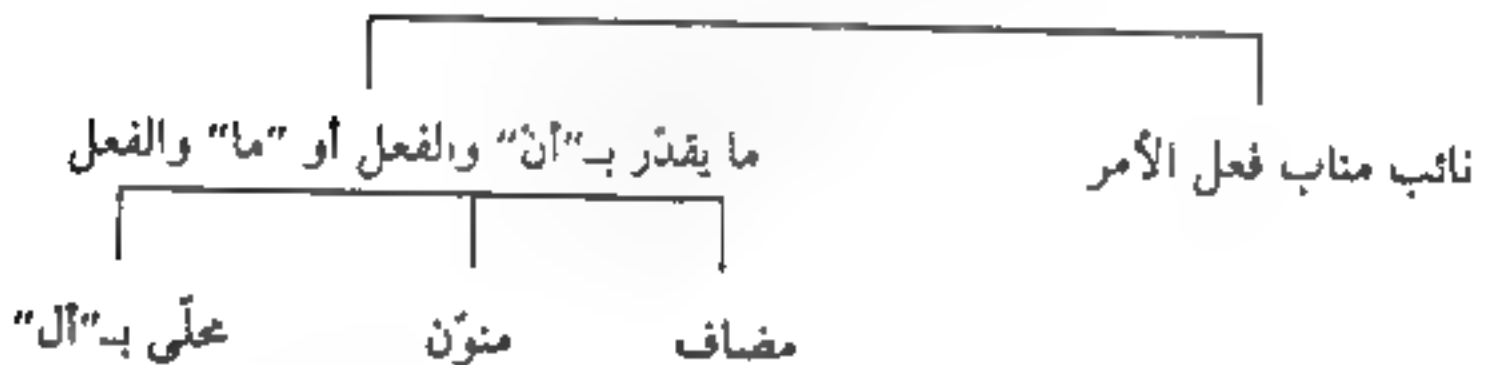 نائب مناب فعل الأمر
ما يقدّر بـ"أنْ" والفعل أو "ما" والفعل
مضاف
منوّن
محلّى بـ"أل"